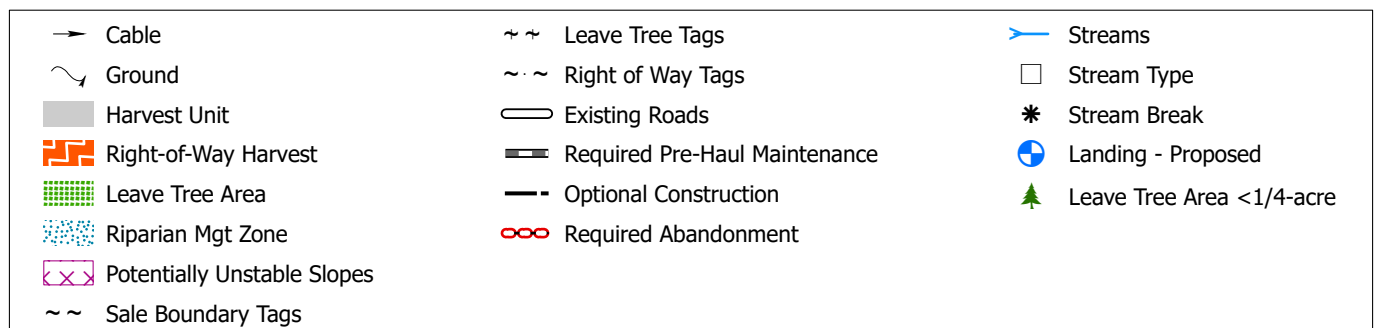 Cable
Ground
Harvest Unit
Right-of-Way Harvest
Leave Tree Area
Riparian Mgt Zone
Potentially Unstable Slopes
Sale Boundary Tags
Leave Tree Tags
Right of Way Tags
Existing Roads
Required Pre-Haul Maintenance
Optional Construction
Required Abandonment
Streams
Stream Type
Stream Break
Landing - Proposed
Leave Tree Area <1/4-acre